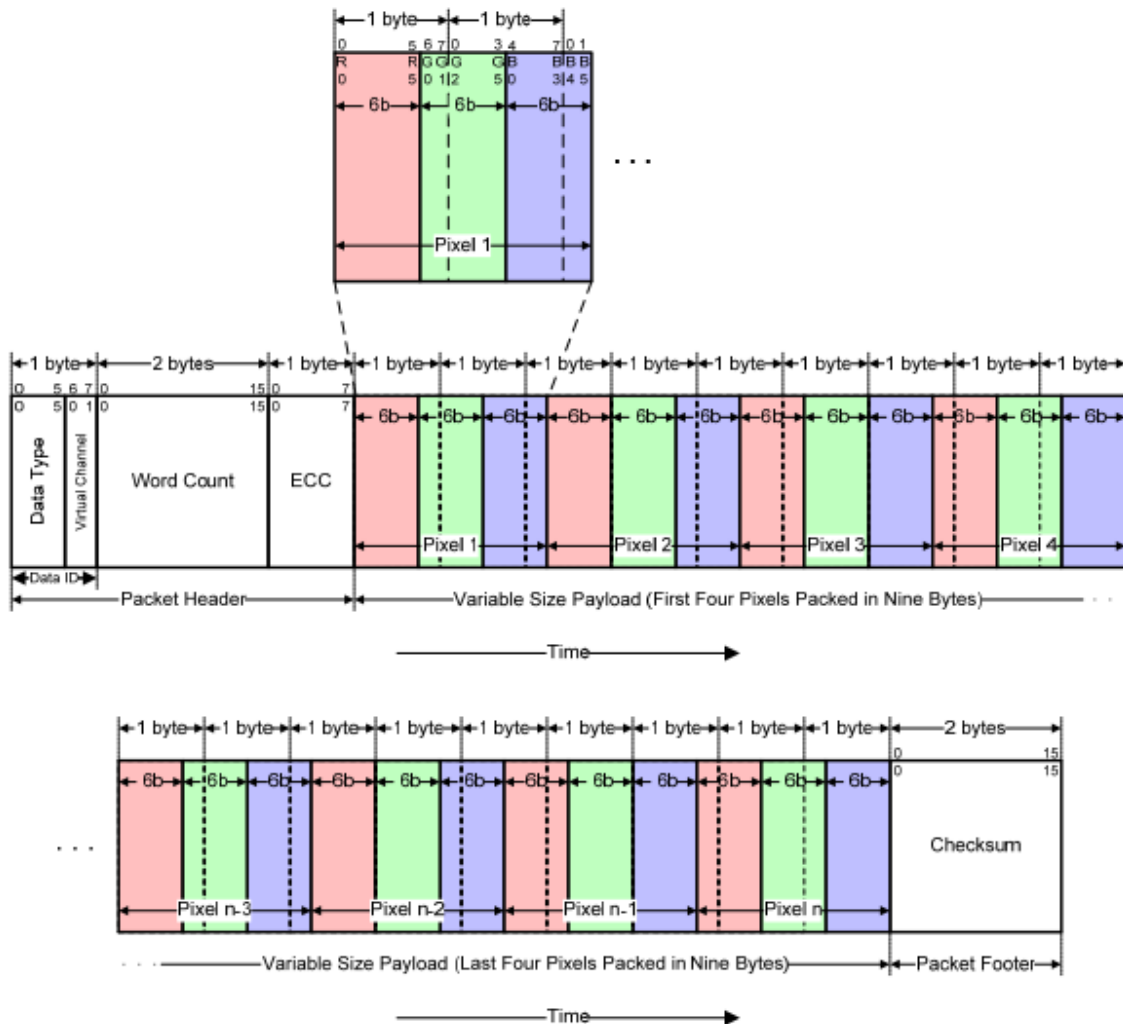 1 byte 1 byte
0 5 6 7 0 3 4 7 0 1
R R G G G G B B B B
0 5 0 1 2 5 0 3 4 5
6b 6b 6b
. . .
Pixel 1
1 byte 2 bytes 1 byte 1 byte 1 byte 1 byte 1 byte 1 byte 1 byte 1 byte 1 byte 1 byte
0 5 6 7 0 15 0 7
0 5 0 1 0 15 0 7
6b 6b 6b 6b 6b 6b 6b 6b 6b 6b 6b 6b
Data Type
Virtual Channel
Word Count
ECC
Pixel 1 Pixel 2 Pixel 3 Pixel 4
Data ID
Packet Header
Variable Size Payload (First Four Pixels Packed in Nine Bytes)
Time
1 byte 1 byte 1 byte 1 byte 1 byte 1 byte 1 byte 1 byte 1 byte 2 bytes
0 15
0 15
6b 6b 6b 6b 6b 6b 6b 6b 6b 6b 6b 6b
. . .
Checksum
Pixel n-3 Pixel n-2 Pixel n-1 Pixel n
Variable Size Payload (Last Four Pixels Packed in Nine Bytes)
Packet Footer
Time